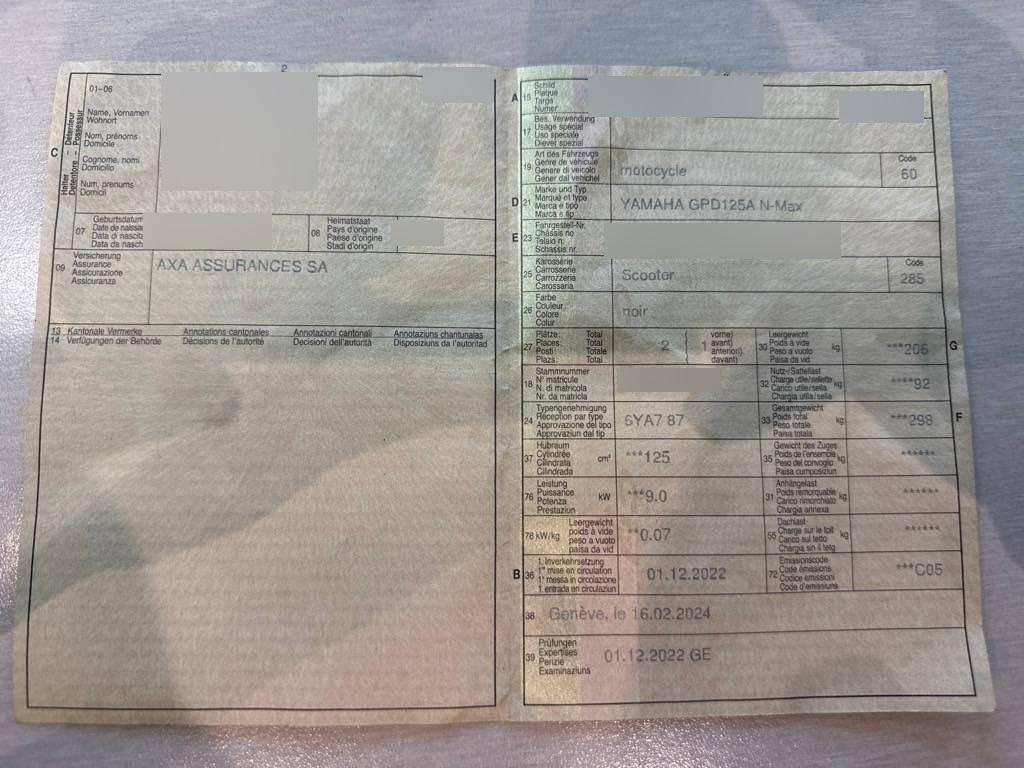 2
01–06
Name, Vornamen
Wohnort
Nom, prénoms
Domicile
Cognome, nomi
Domicilio
Num, prenums
Domicil
C
Halter – Détenteur
Detentore – Possessur
07
Geburtsdatum
Date de naissa
Data di nascita
Data da nasch
08
Heimatstaat
Pays d'origine
Paese d'origine
Stadi d'origin
09
Versicherung
Assurance
Assicurazione
Assicuranza
AXA ASSURANCES SA
13 Kantonale Vermerke Annotations cantonales Annotazioni cantonali Annotaziuns chantunalas
14 Verfügungen der Behörde Décisions de l'autorité Decisioni dell'autorità Disposiziuns da l'autoritad
A
15
Schild
Plaque
Targa
Numer
17
Bes. Verwendung
Usage spécial
Uso speciale
Diever spezial
19
Art des Fahrzeugs
Genre de véhicule
Genere di veicolo
Gener dal vehichel
motocycle
Code
60
D
21
Marke und Typ
Marque et type
Marca e tipo
Marca e tip
YAMAHA GPD125A N-Max
E
23
Fahrgestell-Nr.
Châssis no
Telaio n.
Schassis nr.
25
Karosserie
Carrosserie
Carrozzeria
Carossaria
Scooter
Code
285
26
Farbe
Couleur
Colore
Colur
noir
27
Plätze: Total
Places: Total
Posti: Totale
Plazs: Total
2
1
vorne)
avant)
anteriori)
davant)
30
Leergewicht
Poids à vide
Peso a vuoto
Paisa da vid
kg
***206
G
18
Stammnummer
N° matricule
N. di matricola
Nr. da matricla
32
Nutz-/Sattellast
Charge utile/sellette
Carico utile/sella
Chargia utila/sella
kg
****92
24
Typengenehmigung
Réception par type
Approvazione del tipo
Approvaziun dal tip
6YA7 87
33
Gesamtgewicht
Poids total
Peso totale
Paisa totala
kg
***298
F
37
Hubraum
Cylindrée
Cilindrata
Cilindrada
cm³
***125
35
Gewicht des Zuges
Poids de l'ensemble
Peso del convoglio
Paisa cumposiziun
kg
******
76
Leistung
Puissance
Potenza
Prestaziun
kW
***9.0
31
Anhängelast
Poids remorquable
Carico rimorchiato
Chargia annexa
kg
******
78 kW/kg
Leergewicht
poids à vide
peso a vuoto
paisa da vid
**0.07
55
Dachlast
Charge sur le toit
Carico sul tetto
Chargia sin il tetg
kg
******
B
36
1. Inverkehrsetzung
1re mise en circulation
1a messa in circolazione
1. entrada en circulaziun
01.12.2022
72
Emissionscode
Code émissions
Codice emissioni
Code d'emissiuns
***C05
38
Genève, le 16.02.2024
39
Prüfungen
Expertises
Perizie
Examinaziuns
01.12.2022 GE